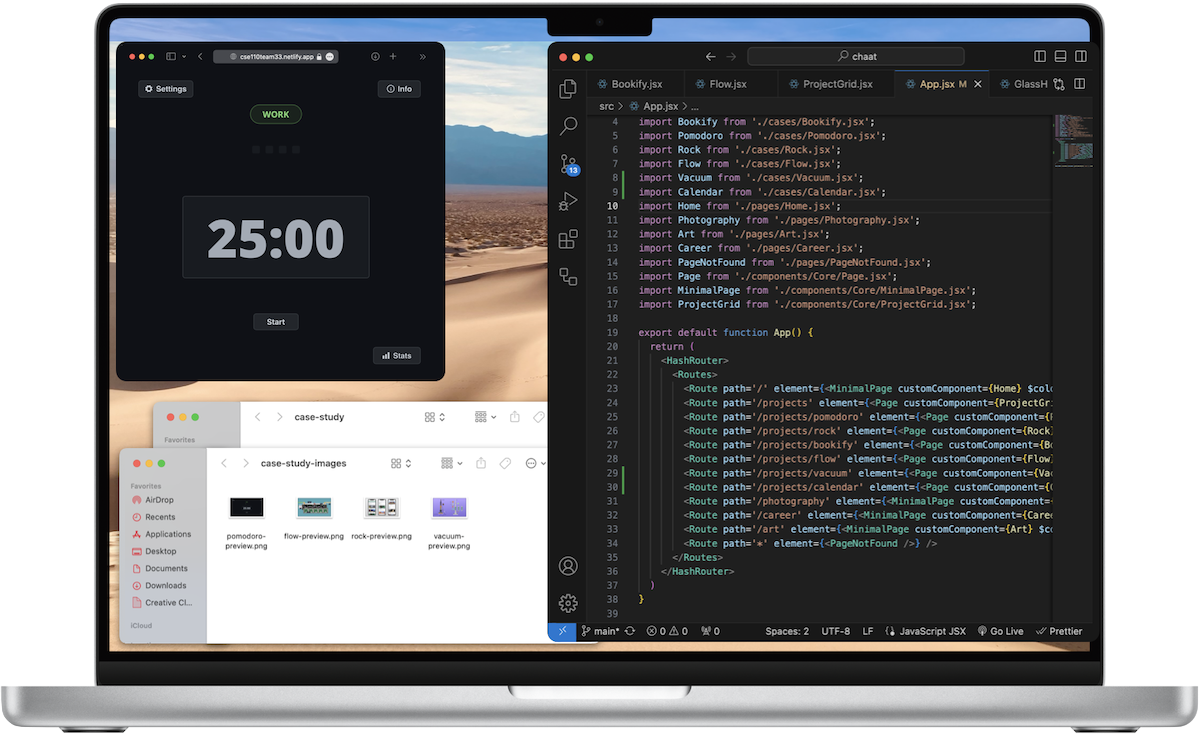 cse110team33.netlify.app
Settings
Info
WORK
25:00
Start
Stats
case-study
Favorites
case-study-images
Favorites
AirDrop
Recents
Applications
Desktop
Documents
Downloads
Creative Cl...
iCloud
pomodoro-
preview.png
flow-preview.png
rock-preview.png
vacuum-
preview.png
chaat
Bookify.jsx
Flow.jsx
ProjectGrid.jsx
App.jsx M
GlassH
src > App.jsx > ...
13
4 import Bookify from './cases/Bookify.jsx';
5 import Pomodoro from './cases/Pomodoro.jsx';
6 import Rock from './cases/Rock.jsx';
7 import Flow from './cases/Flow.jsx';
8 import Vacuum from './cases/Vacuum.jsx';
9 import Calendar from './cases/Calendar.jsx';
10 import Home from './pages/Home.jsx';
11 import Photography from './pages/Photography.jsx';
12 import Art from './pages/Art.jsx';
13 import Career from './pages/Career.jsx';
14 import PageNotFound from './pages/PageNotFound.jsx';
15 import Page from './components/Core/Page.jsx';
16 import MinimalPage from './components/Core/MinimalPage.jsx';
17 import ProjectGrid from './components/Core/ProjectGrid.jsx';
18
19 export default function App() {
20 return (
21 <HashRouter>
22 <Routes>
23 <Route path='/' element={<MinimalPage customComponent={Home} $colo
24 <Route path='/projects' element={<Page customComponent={ProjectGri
25 <Route path='/projects/pomodoro' element={<Page customComponent={
26 <Route path='/projects/rock' element={<Page customComponent={Rock}
27 <Route path='/projects/bookify' element={<Page customComponent={Bo
28 <Route path='/projects/flow' element={<Page customComponent={Flow}
29 <Route path='/projects/vacuum' element={<Page customComponent={Vac
30 <Route path='/projects/calendar' element={<Page customComponent={
31 <Route path='/photography' element={<MinimalPage customComponent={
32 <Route path='/career' element={<MinimalPage customComponent={Caree
33 <Route path='/art' element={<MinimalPage customComponent={Art} $co
34 <Route path='*' element={<PageNotFound />} />
35 </Routes>
36 </HashRouter>
37 )
38 }
39
main* 0 0 0 Spaces: 2 UTF-8 LF JavaScript JSX Go Live Prettier